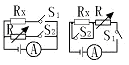 Rx S₁
R S₂
A
Rx R
S₂ S₁
A